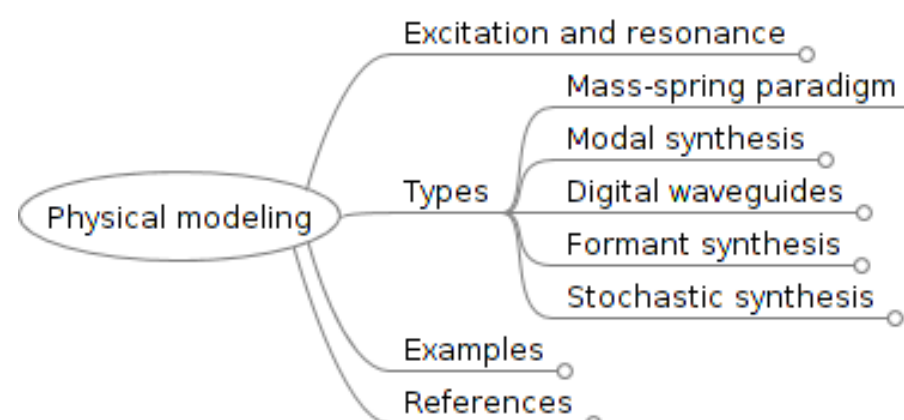 Excitation and resonance
Mass-spring paradigm
Modal synthesis
Types
Digital waveguides
Physical modeling
Formant synthesis
Stochastic synthesis
Examples
References